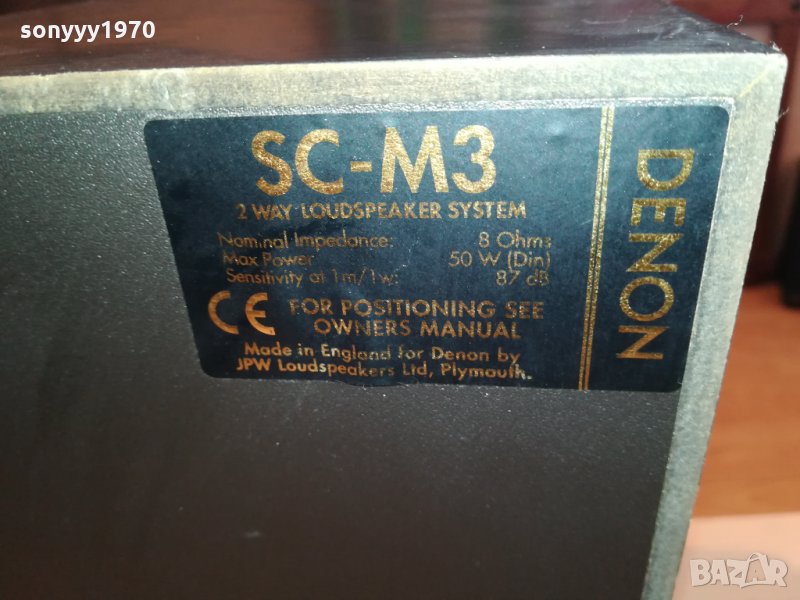 sonyyy1970
SC-M3
2 WAY LOUDSPEAKER SYSTEM
Nominal Impedance: 8 Ohms
Max Power 50 W (Din)
Sensitivity at 1m/1w: 87 dB
CE FOR POSITIONING SEE
OWNERS MANUAL
Made in England for Denon by
JPW Loudspeakers Ltd, Plymouth.
DENON
BAZAR